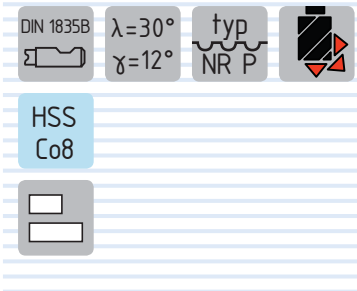 DIN 1835B
λ=30°
γ=12°
typ
NR P
HSS
Co8